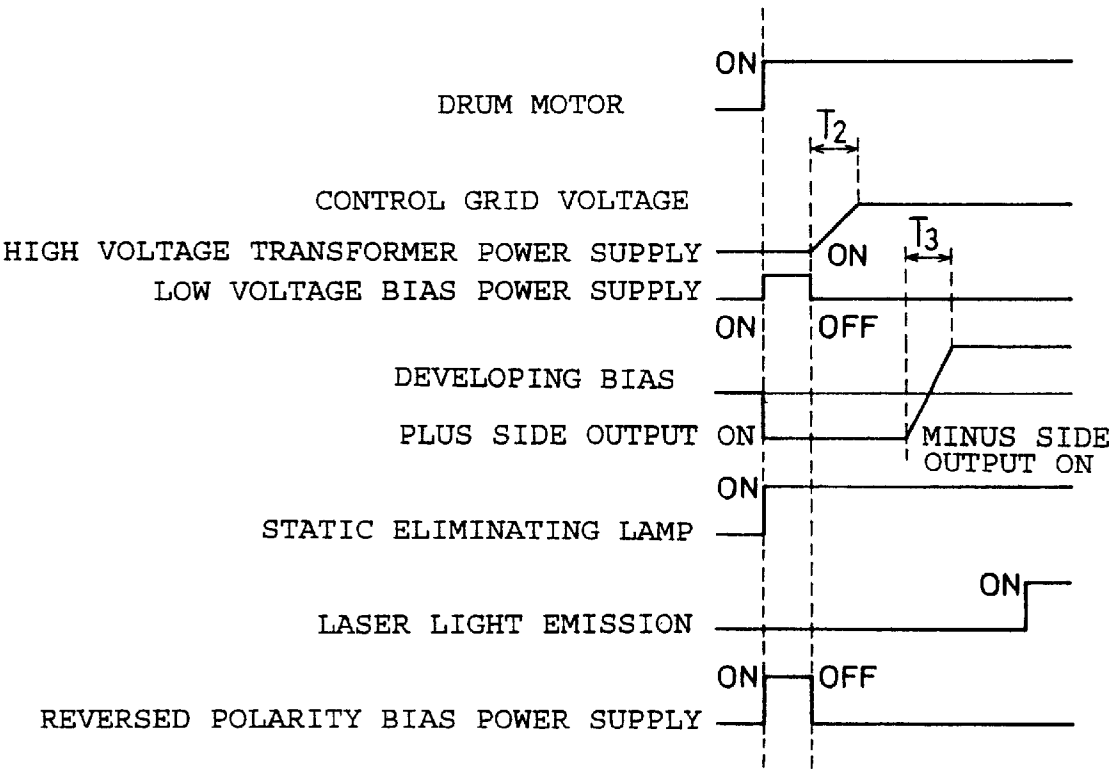 ON
DRUM MOTOR
T2
CONTROL GRID VOLTAGE
T3
HIGH VOLTAGE TRANSFORMER POWER SUPPLY
ON
LOW VOLTAGE BIAS POWER SUPPLY
ON
OFF
DEVELOPING BIAS
PLUS SIDE OUTPUT ON
MINUS SIDE
OUTPUT ON
ON
STATIC ELIMINATING LAMP
ON
LASER LIGHT EMISSION
ON
OFF
REVERSED POLARITY BIAS POWER SUPPLY